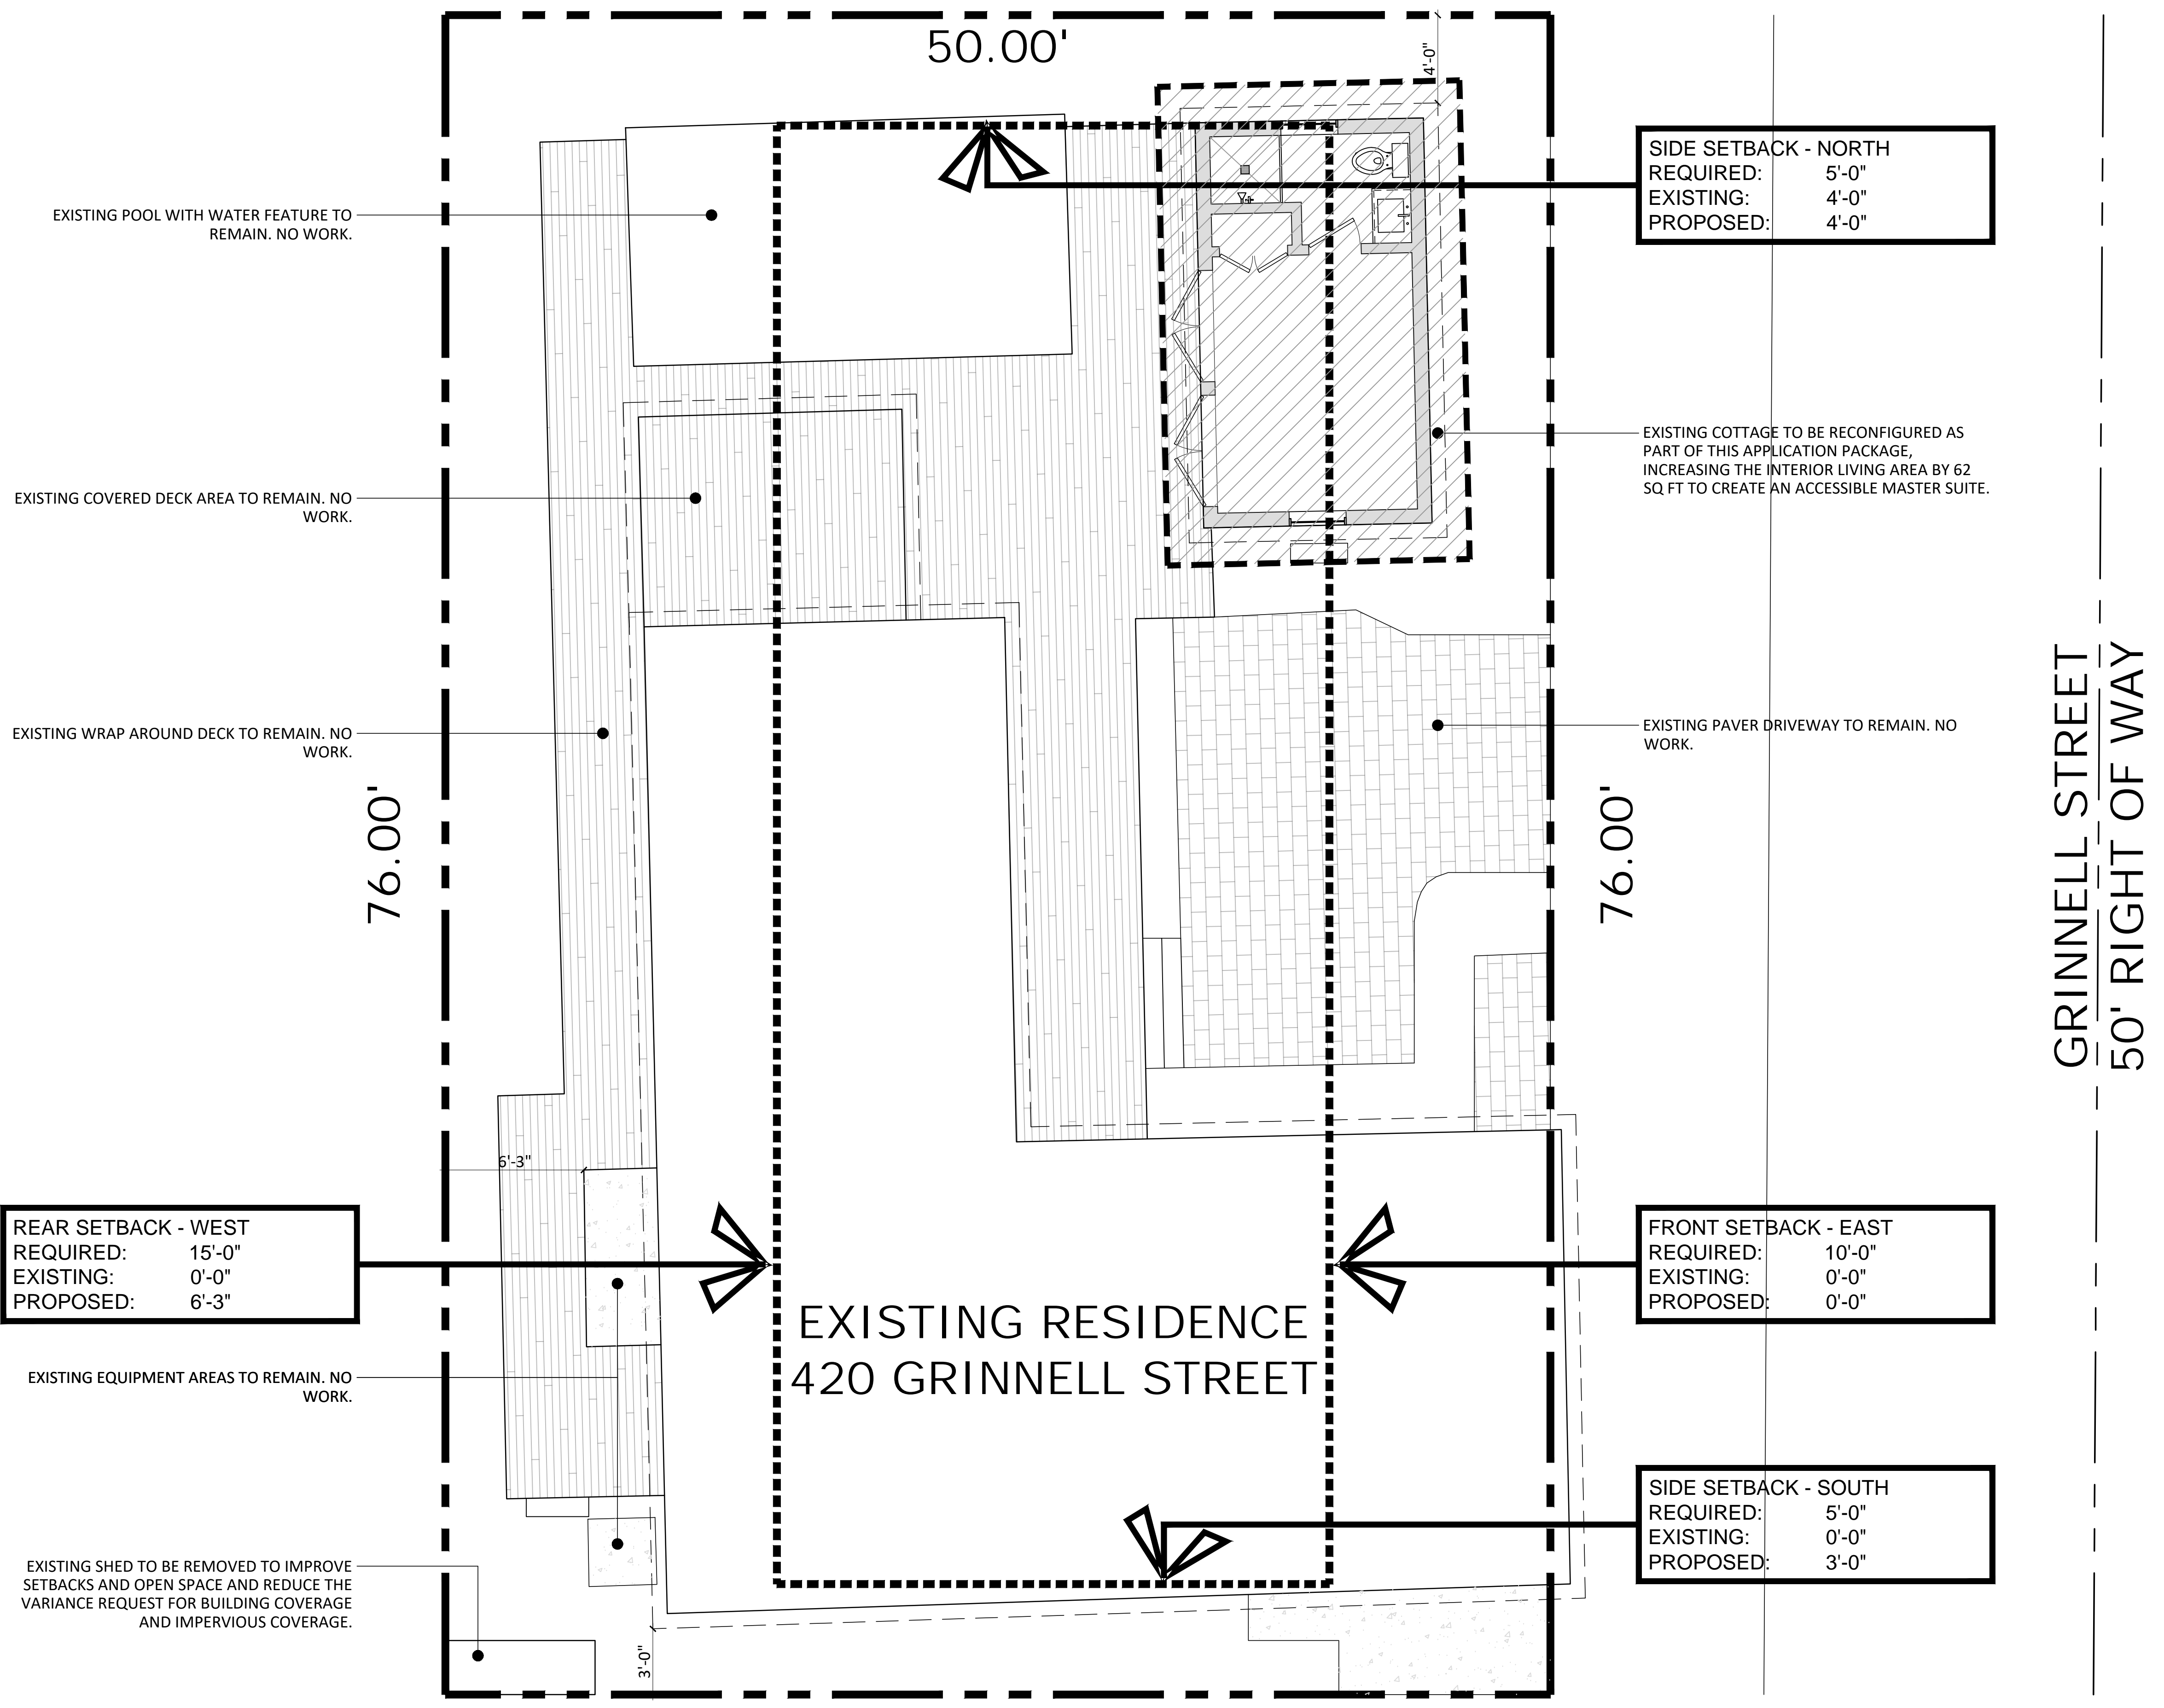 50.00'
4'-0"
SIDE SETBACK - NORTH
REQUIRED: 5'-0"
EXISTING: 4'-0"
PROPOSED: 4'-0"
EXISTING POOL WITH WATER FEATURE TO
REMAIN. NO WORK.
EXISTING COTTAGE TO BE RECONFIGURED AS
PART OF THIS APPLICATION PACKAGE,
INCREASING THE INTERIOR LIVING AREA BY 62
SQ FT TO CREATE AN ACCESSIBLE MASTER SUITE.
EXISTING COVERED DECK AREA TO REMAIN. NO
WORK.
EXISTING WRAP AROUND DECK TO REMAIN. NO
WORK.
EXISTING PAVER DRIVEWAY TO REMAIN. NO
WORK.
76.00'
76.00'
GRINNELL STREET
50' RIGHT OF WAY
6'-3"
REAR SETBACK - WEST
REQUIRED: 15'-0"
EXISTING: 0'-0"
PROPOSED: 6'-3"
FRONT SETBACK - EAST
REQUIRED: 10'-0"
EXISTING: 0'-0"
PROPOSED: 0'-0"
EXISTING RESIDENCE
420 GRINNELL STREET
EXISTING EQUIPMENT AREAS TO REMAIN. NO
WORK.
SIDE SETBACK - SOUTH
REQUIRED: 5'-0"
EXISTING: 0'-0"
PROPOSED: 3'-0"
EXISTING SHED TO BE REMOVED TO IMPROVE
SETBACKS AND OPEN SPACE AND REDUCE THE
VARIANCE REQUEST FOR BUILDING COVERAGE
AND IMPERVIOUS COVERAGE.
3'-0"